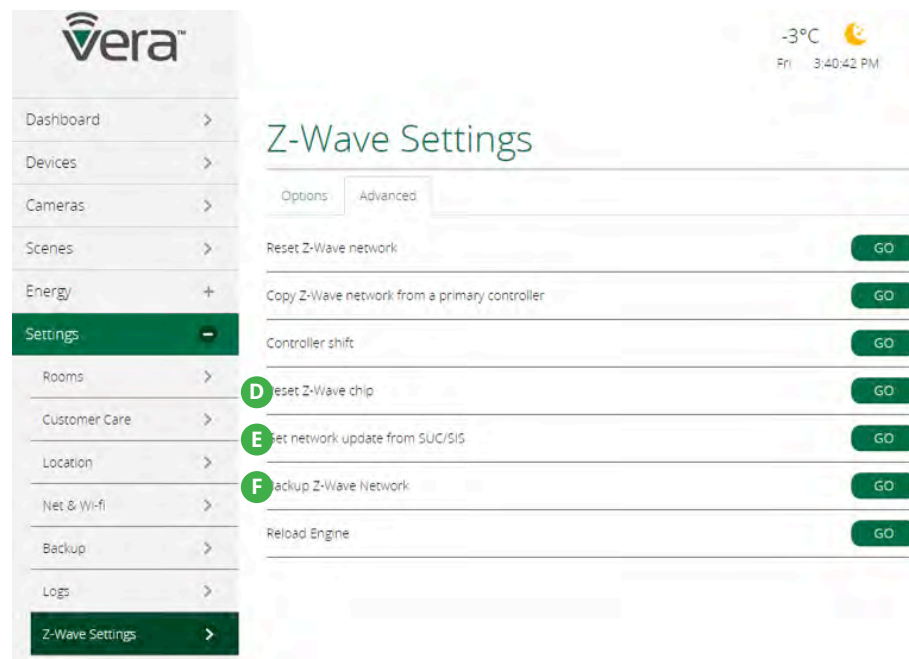 vera™
-3°C
Fri 3:40:42 PM
Dashboard
Devices
Cameras
Scenes
Energy +
Settings
Rooms
Customer Care
Location
Net & Wi-fi
Backup
Logs
Z-Wave Settings
Z-Wave Settings
Options Advanced
Reset Z-Wave network GO
Copy Z-Wave network from a primary controller GO
Controller shift GO
D eset Z-Wave chip GO
E et network update from SUC/SIS GO
F ackup Z-Wave Network GO
Reload Engine GO